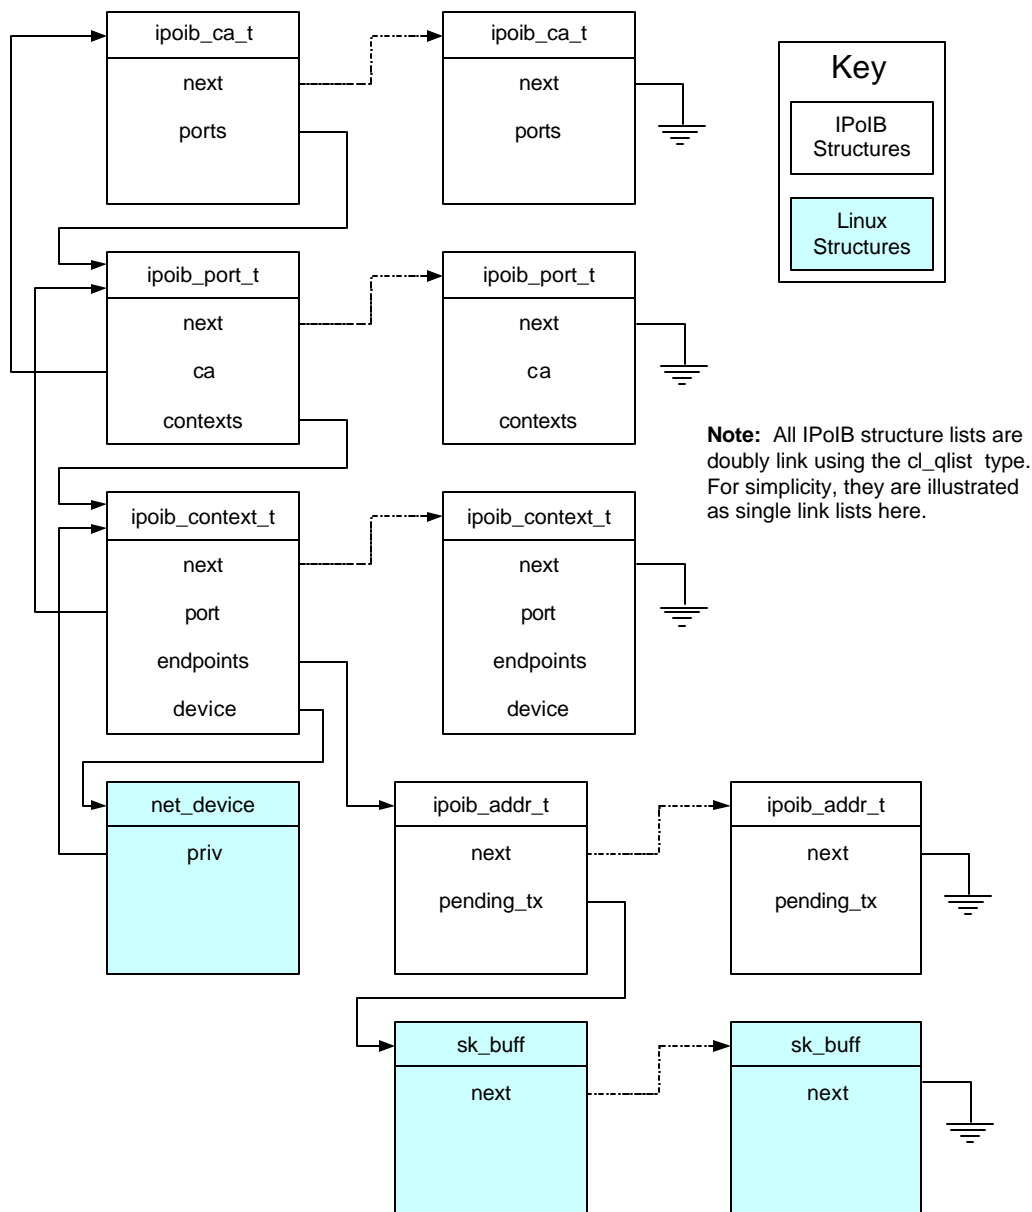 ipoib_ca_t
next
ports
ipoib_ca_t
next
ports
Key
IPoIB
Structures
Linux
Structures
ipoib_port_t
next
ca
contexts
ipoib_port_t
next
ca
contexts
Note: All IPoIB structure lists are
doubly link using the cl_qlist type.
For simplicity, they are illustrated
as single link lists here.
ipoib_context_t
next
port
endpoints
device
ipoib_context_t
next
port
endpoints
device
net_device
priv
ipoib_addr_t
next
pending_tx
ipoib_addr_t
next
pending_tx
sk_buff
next
sk_buff
next